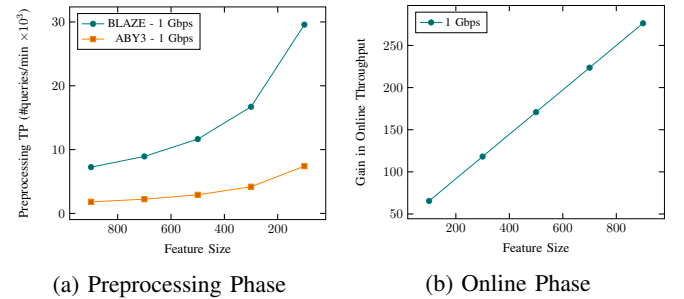 Preprocessing TP (#queries/min ×10³)
30
20
10
0
BLAZE - 1 Gbps
ABY3 - 1 Gbps
800 600 400 200
Feature Size
(a) Preprocessing Phase
Gain in Online Throughput
250
200
150
100
50
1 Gbps
200 400 600 800
Feature Size
(b) Online Phase